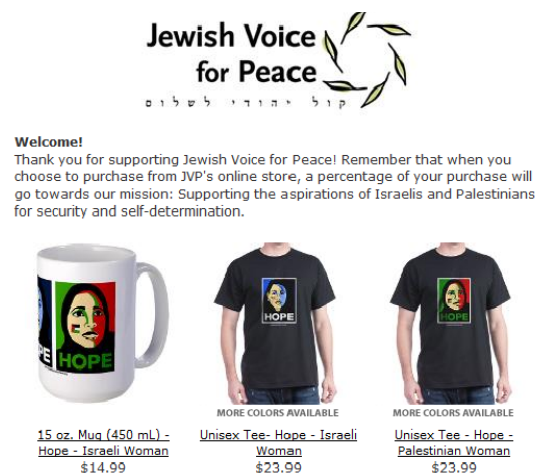 Jewish Voice
for Peace
קול יהודי לשלום
Welcome!
Thank you for supporting Jewish Voice for Peace! Remember that when you
choose to purchase from JVP's online store, a percentage of your purchase will
go towards our mission: Supporting the aspirations of Israelis and Palestinians
for security and self-determination.
PE HOPE
HOPE
HOPE
MORE COLORS AVAILABLE
MORE COLORS AVAILABLE
15 oz. Mug (450 mL) -
Hope - Israeli Woman
$14.99
Unisex Tee- Hope - Israeli
Woman
$23.99
Unisex Tee - Hope -
Palestinian Woman
$23.99